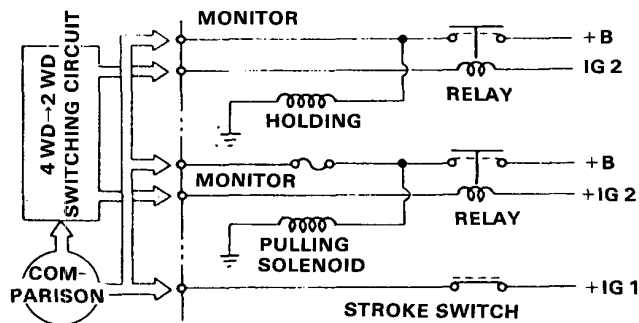 MONITOR
+B
IG 2
RELAY
HOLDING
4 WD→2 WD
SWITCHING CIRCUIT
+B
MONITOR
+IG 2
RELAY
PULLING
SOLENOID
COM-
PARISON
+IG 1
STROKE SWITCH